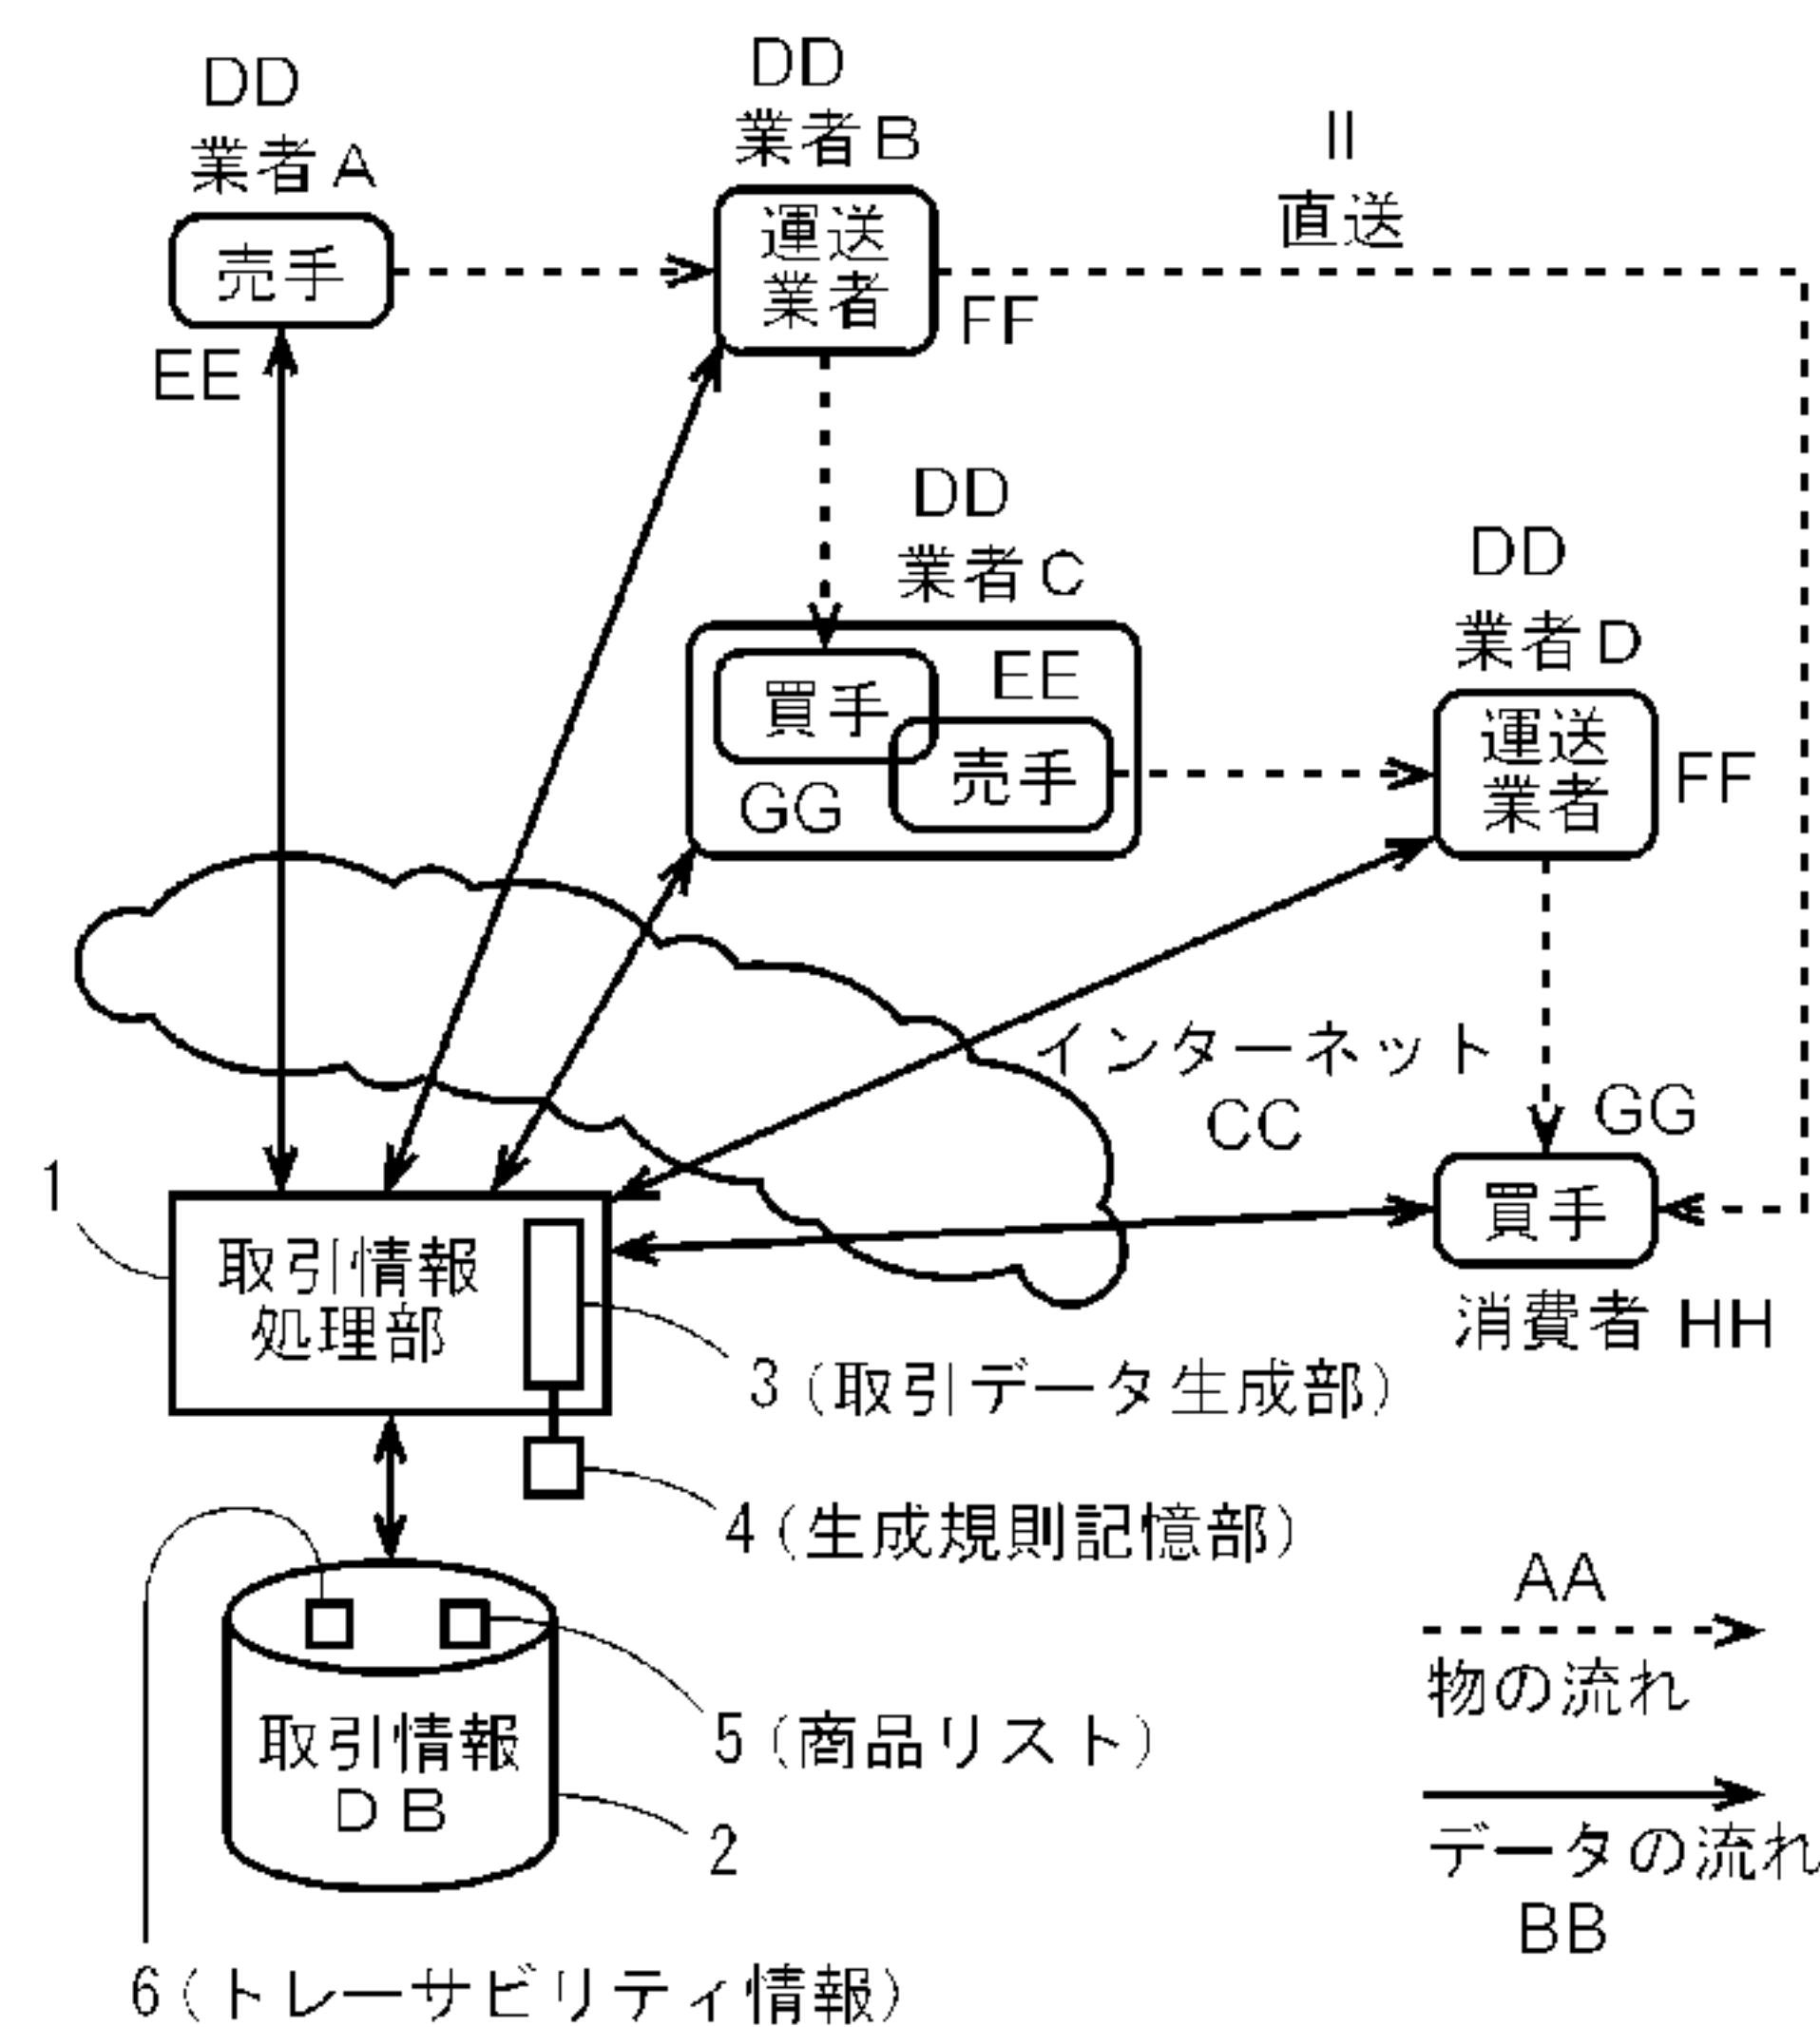 DD
業者A
売手
EE
DD
業者B
運送
業者
FF
II
直送
DD
業者C
買手
EE
GG
売手
DD
業者D
運送
業者
FF
インターネット
CC
GG
買手
消費者 HH
1
取引情報
処理部
3(取引データ生成部)
4(生成規則記憶部)
取引情報
DB
5(商品リスト)
2
6(トレーサビリティ情報)
AA
物の流れ
データの流れ
BB